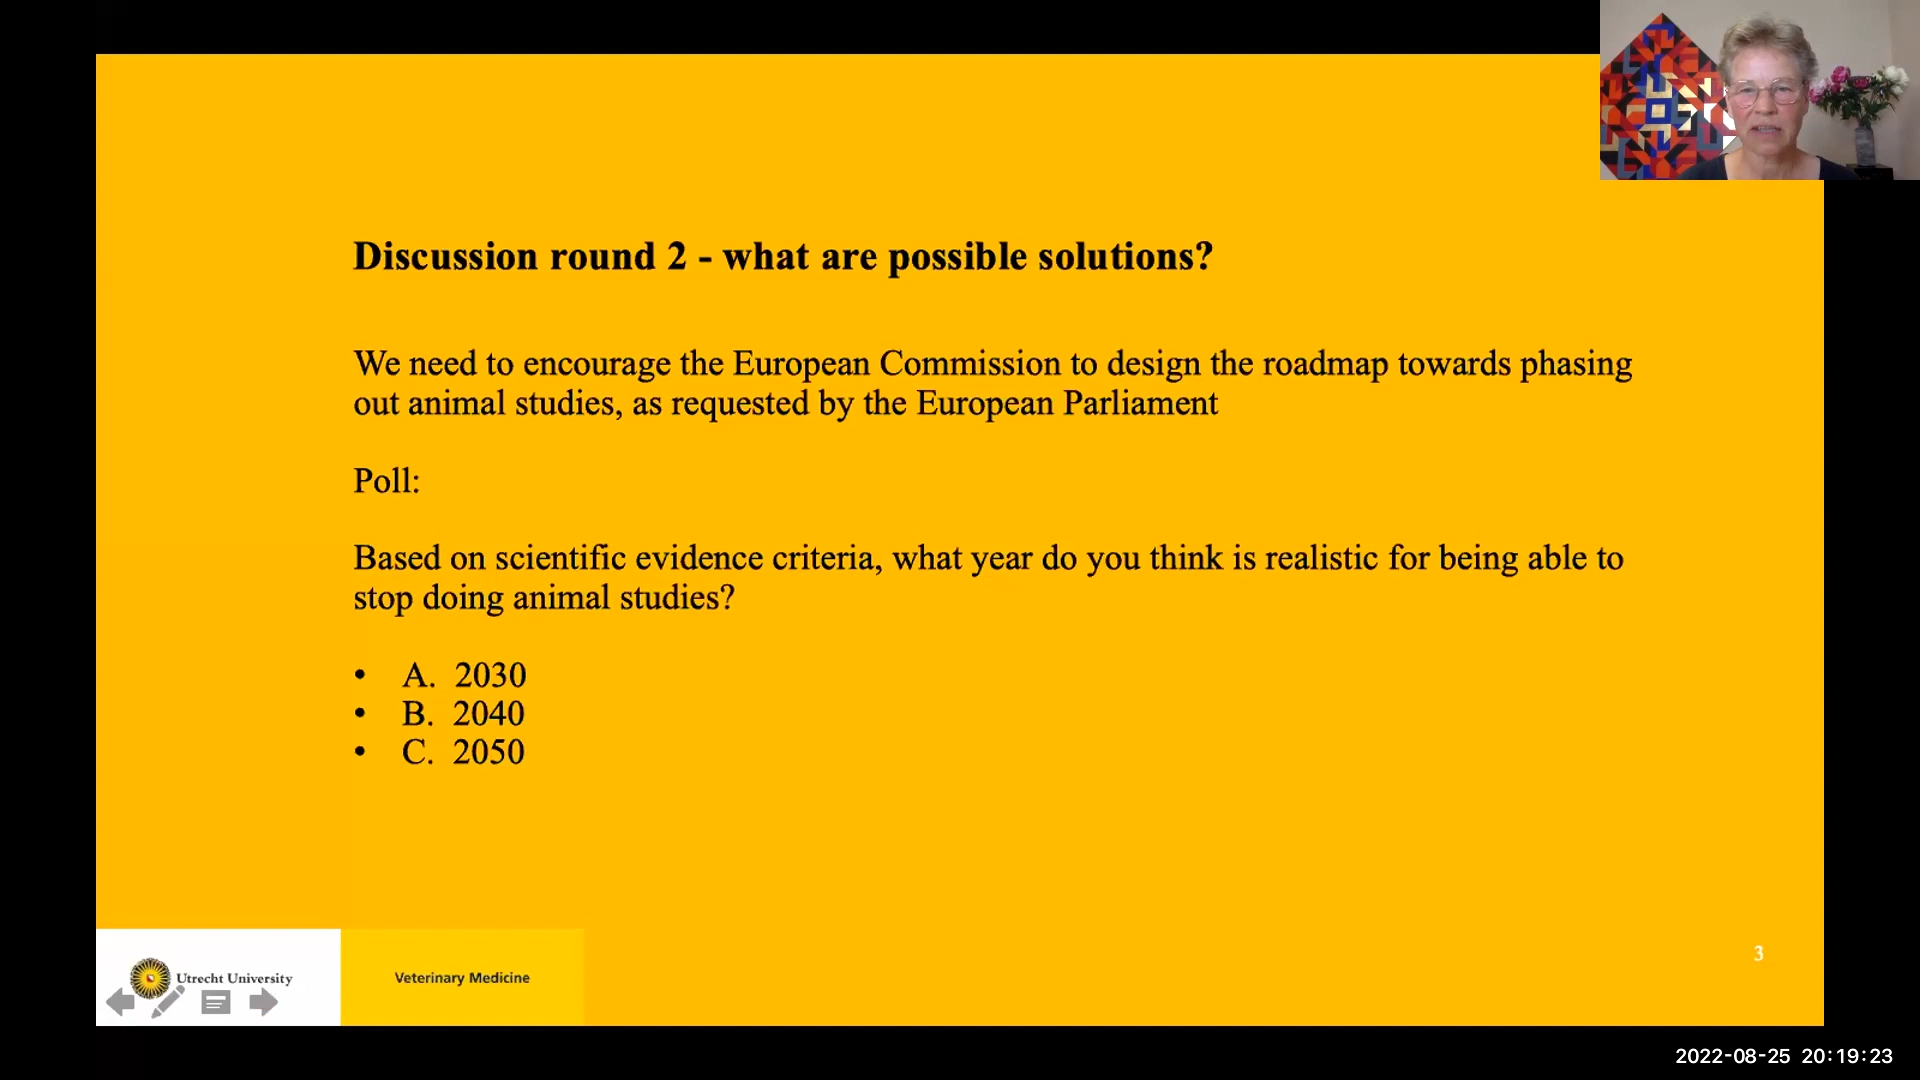 Discussion round 2 - what are possible solutions?
We need to encourage the European Commission to design the roadmap towards phasing
out animal studies, as requested by the European Parliament
Poll:
Based on scientific evidence criteria, what year do you think is realistic for being able to
stop doing animal studies?
• A. 2030
• B. 2040
• C. 2050
3
Utrecht University
Veterinary Medicine
2022-08-25 20:19:23